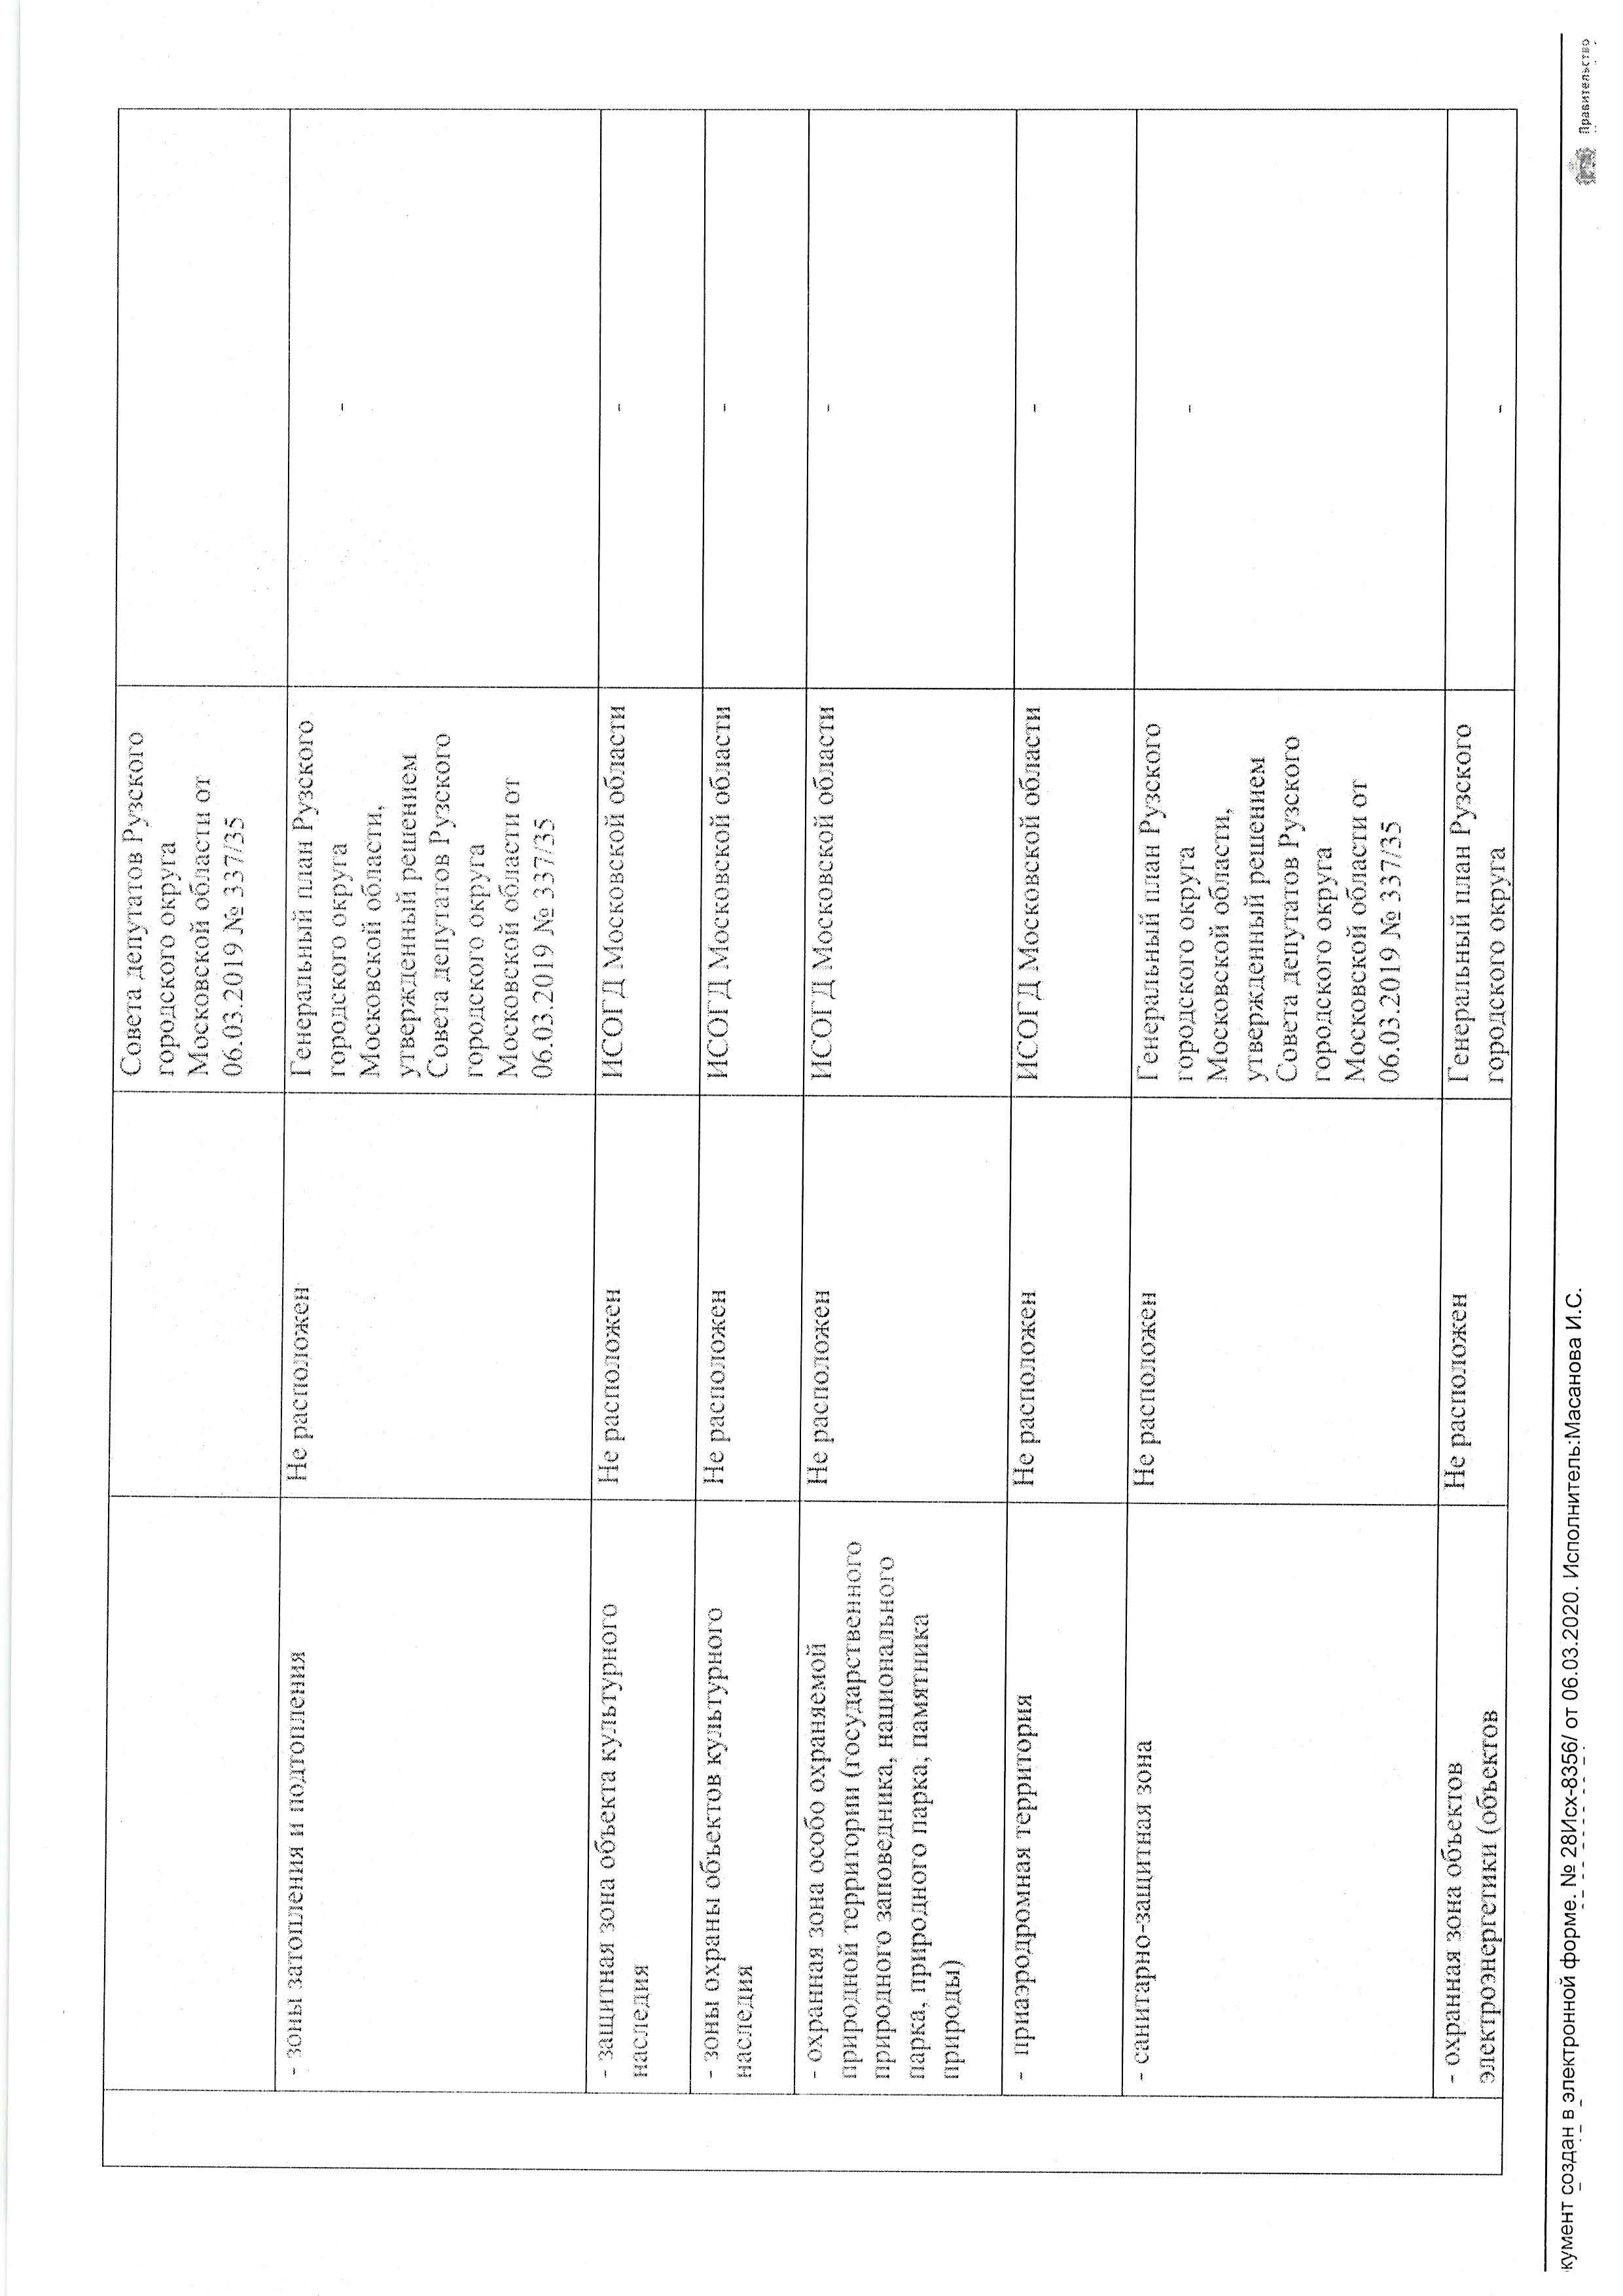 Совета депутатов Рузского
городского округа
Московской области от
06.03.2019 № 337/35
- зоны затопления и подтопления
Не расположен
Генеральный план Рузского
городского округа
Московской области,
утвержденный решением
Совета депутатов Рузского
городского округа
Московской области от
06.03.2019 № 337/35
-
- защитная зона объекта культурного
наследия
Не расположен
ИСОГД Московской области
-
- зоны охраны объектов культурного
наследия
Не расположен
ИСОГД Московской области
-
- охранная зона особо охраняемой
природной территории (государственного
природного заповедника, национального
парка, природного парка, памятника
природы)
Не расположен
ИСОГД Московской области
-
- приаэродромная территория
Не расположен
ИСОГД Московской области
-
- санитарно-защитная зона
Не расположен
Генеральный план Рузского
городского округа
Московской области,
утвержденный решением
Совета депутатов Рузского
городского округа
Московской области от
06.03.2019 № 337/35
-
- охранная зона объектов
электроэнергетики (объектов
Не расположен
Генеральный план Рузского
городского округа
-
кумент создан в электронной форме. № 28Исх-8356/ от 06.03.2020. Исполнитель:Масанова И.С.
Правительство